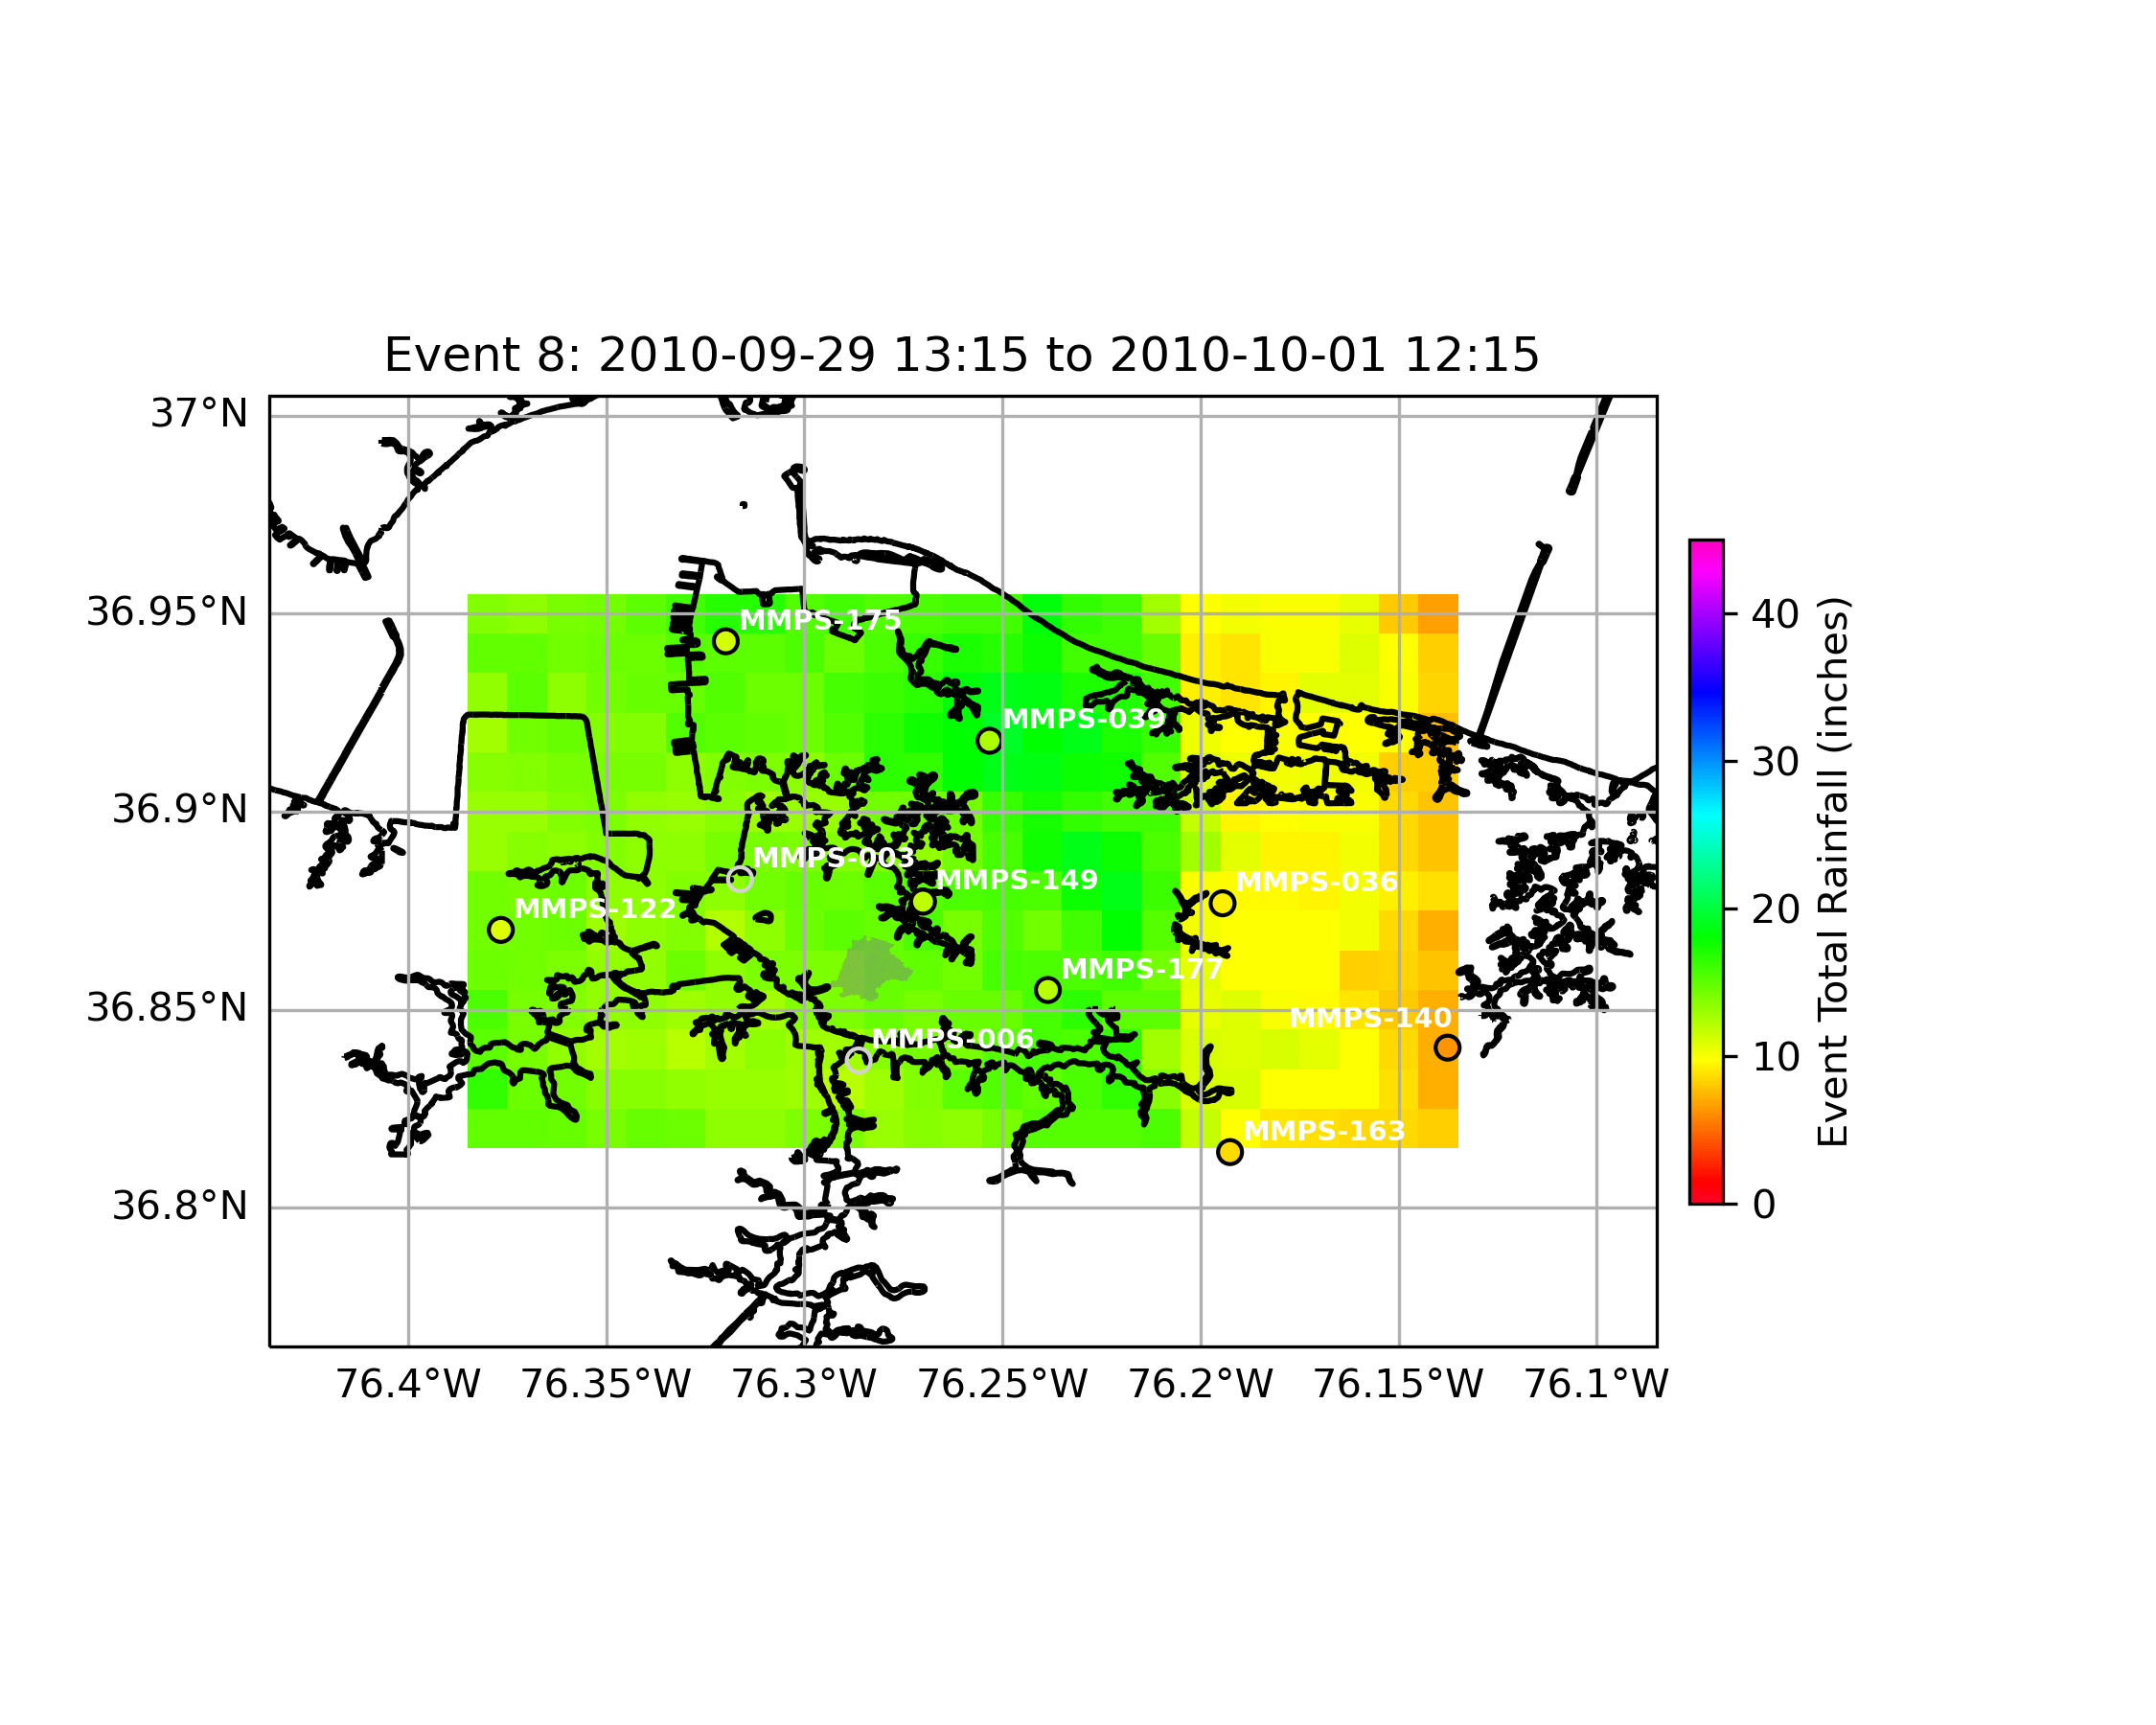 Event 8: 2010-09-29 13:15 to 2010-10-01 12:15
37°N
36.95°N
36.9°N
36.85°N
36.8°N
MMPS-175
MMPS-039
MMPS-003
MMPS-149
MMPS-036
MMPS-122
MMPS-177
MMPS-140
MMPS-006
MMPS-163
76.4°W
76.35°W
76.3°W
76.25°W
76.2°W
76.15°W
76.1°W
40
30
20
10
0
Event Total Rainfall (inches)